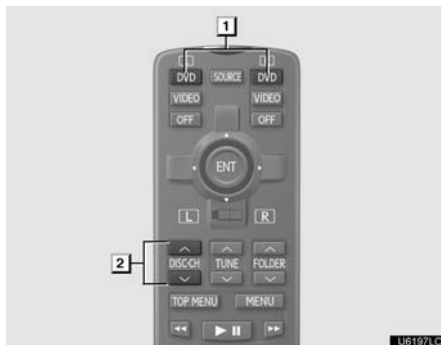 1
DVD SOURCE DVD
VIDEO VIDEO
OFF OFF
ENT
L R
2
DISC·CH TUNE FOLDER
TOP MENU MENU
U6197LC